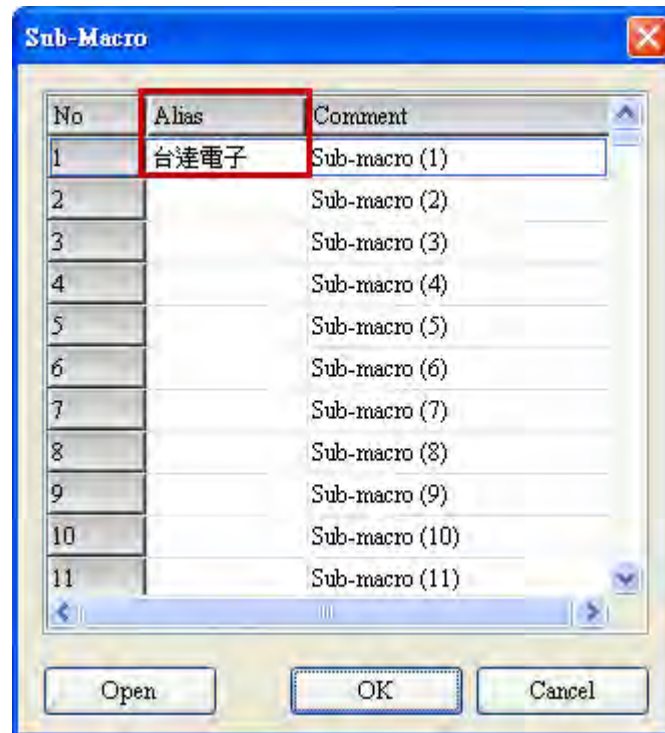 Sub-Macro
No Alias Comment
1 台達電子 Sub-macro (1)
2 Sub-macro (2)
3 Sub-macro (3)
4 Sub-macro (4)
5 Sub-macro (5)
6 Sub-macro (6)
7 Sub-macro (7)
8 Sub-macro (8)
9 Sub-macro (9)
10 Sub-macro (10)
11 Sub-macro (11)
Open OK Cancel